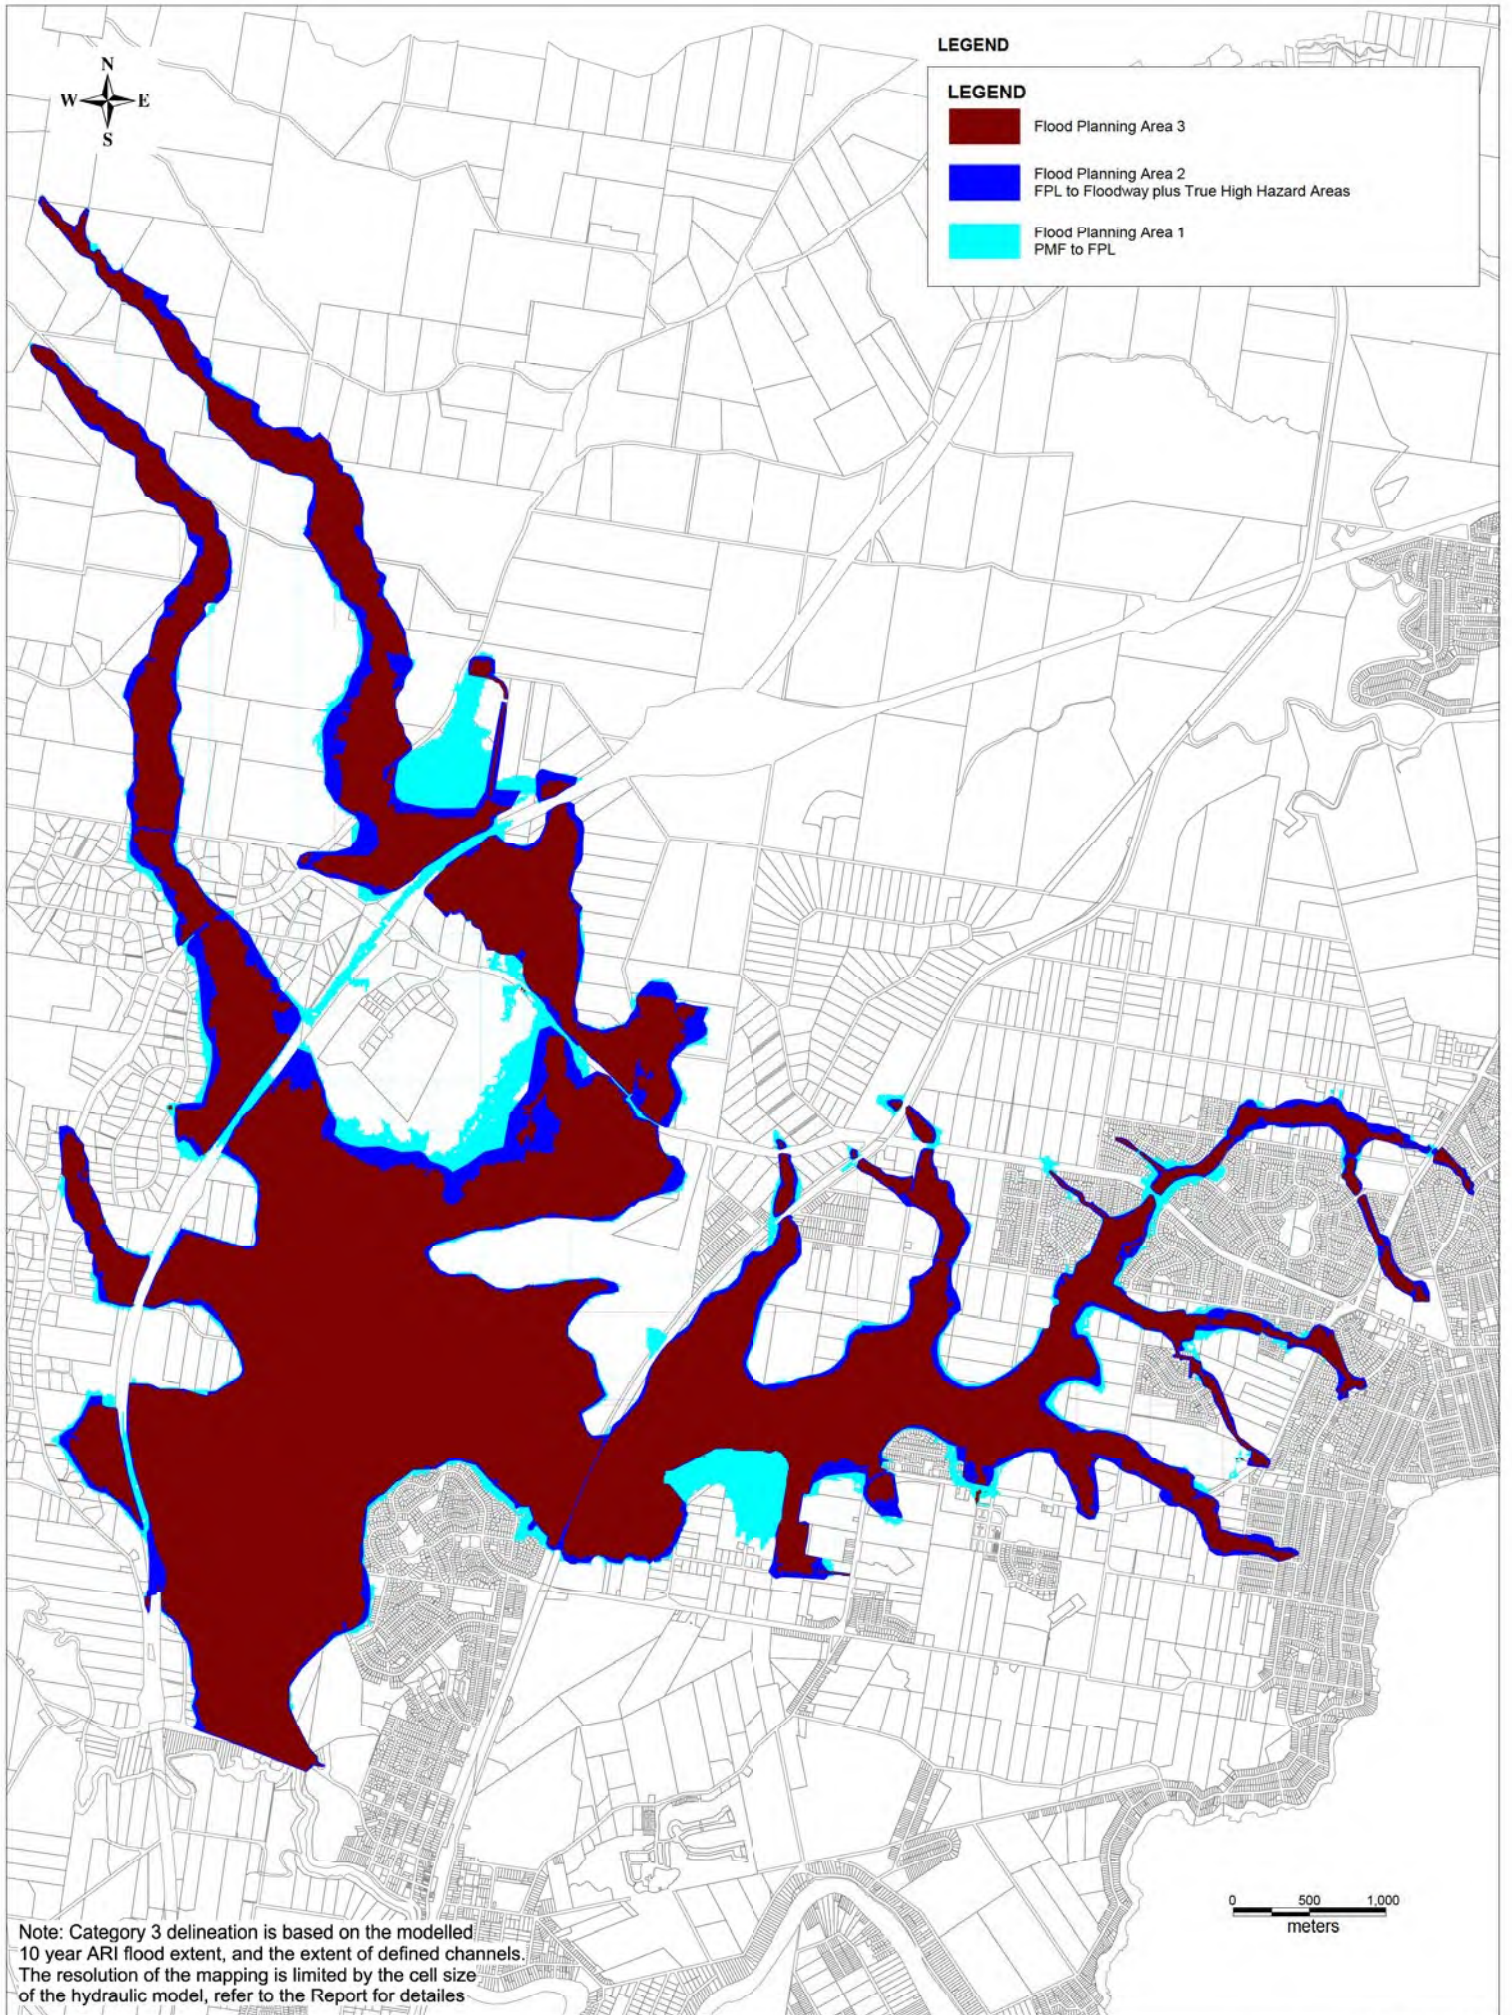 LEGEND
LEGEND
N
W E
S
Flood Planning Area 3
Flood Planning Area 2
FPL to Floodway plus True High Hazard Areas
Flood Planning Area 1
PMF to FPL
0 500 1,000
meters
Note: Category 3 delineation is based on the modelled
10 year ARI flood extent, and the extent of defined channels.
The resolution of the mapping is limited by the cell size
of the hydraulic model, refer to the Report for detailes